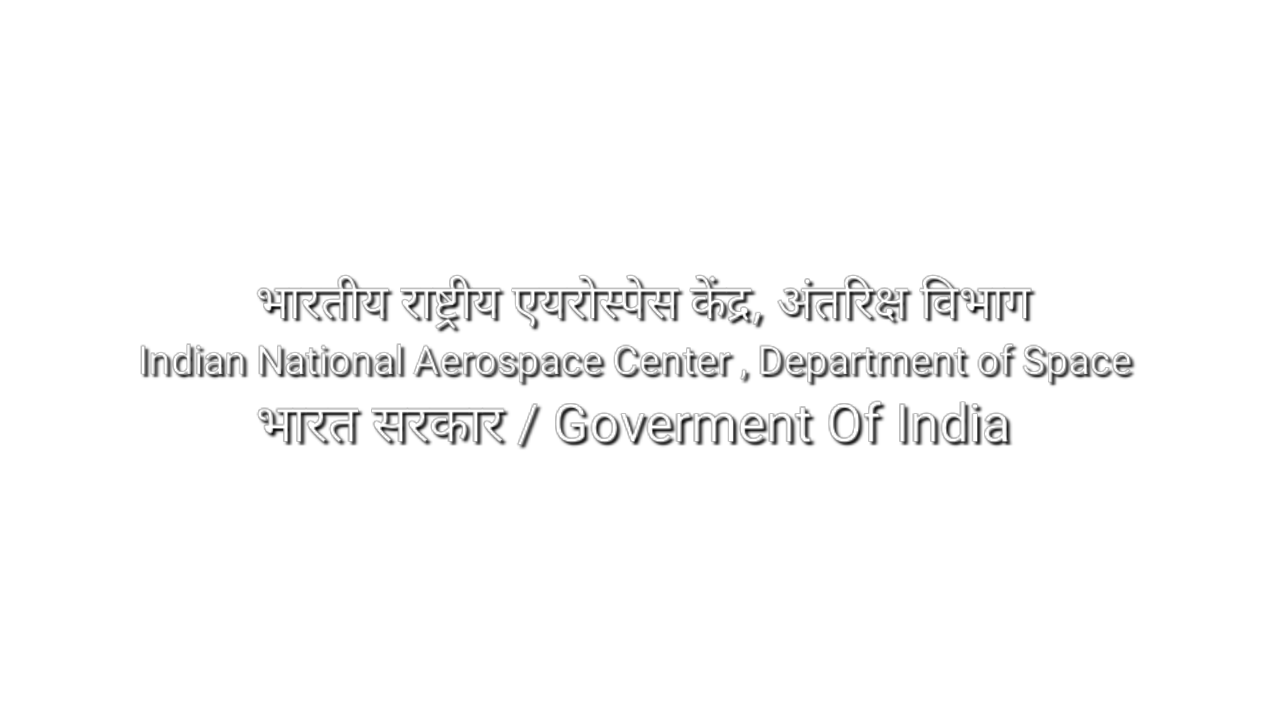 भारतीय राष्ट्रीय एयरोस्पेस केंद्र, अंतरिक्ष विभाग
Indian National Aerospace Center , Department of Space
भारत सरकार / Goverment Of India